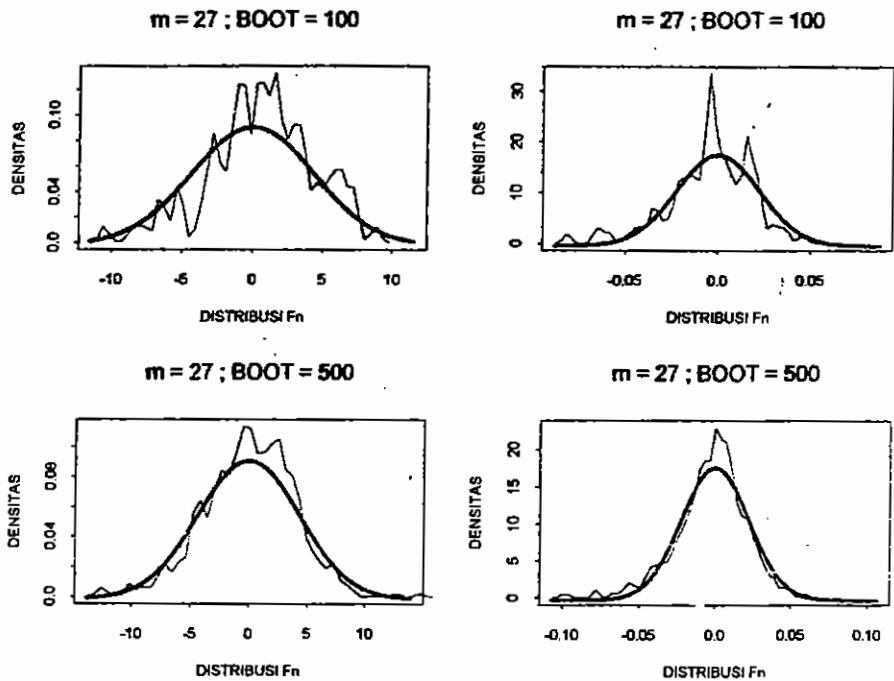 m = 27 ; BOOT = 100
DENSITAS
0.10
0.04
0.0
-10 -5 0 5 10
DISTRIBUSI Fn
m = 27 ; BOOT = 100
DENSITAS
30
20
10
0
-0.05 0.0 0.05
DISTRIBUSI Fn
m = 27 ; BOOT = 500
DENSITAS
0.08
0.04
0.0
-10 -5 0 5 10
DISTRIBUSI Fn
m = 27 ; BOOT = 500
DENSITAS
20
15
10
5
0
-0.10 -0.05 0.0 0.05 0.10
DISTRIBUSI Fn